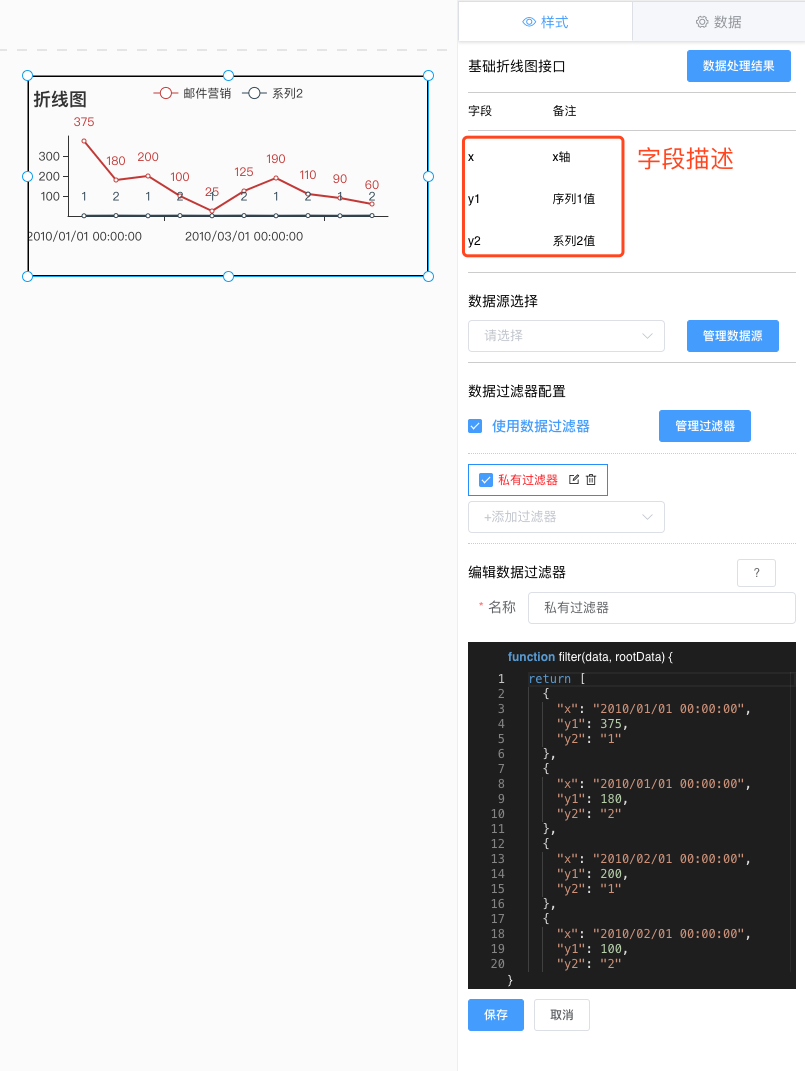 样式
数据
折线图
邮件营销
系列2
375
180
200
100
25
125
190
110
90
60
300
200
100
1
2
1
2
1
2
1
2
1
2
2010/01/01 00:00:00
2010/03/01 00:00:00
基础折线图接口
数据处理结果
字段 备注
x x轴
y1 序列1值
y2 系列2值
字段描述
数据源选择
请选择
管理数据源
数据过滤器配置
使用数据过滤器
管理过滤器
私有过滤器
+添加过滤器
编辑数据过滤器
?
* 名称 私有过滤器
function filter(data, rootData) {
1 return [
2 {
3 "x": "2010/01/01 00:00:00",
4 "y1": 375,
5 "y2": "1"
6 },
7 {
8 "x": "2010/01/01 00:00:00",
9 "y1": 180,
10 "y2": "2"
11 },
12 {
13 "x": "2010/02/01 00:00:00",
14 "y1": 200,
15 "y2": "1"
16 },
17 {
18 "x": "2010/02/01 00:00:00",
19 "y1": 100,
20 "y2": "2"
}
保存
取消